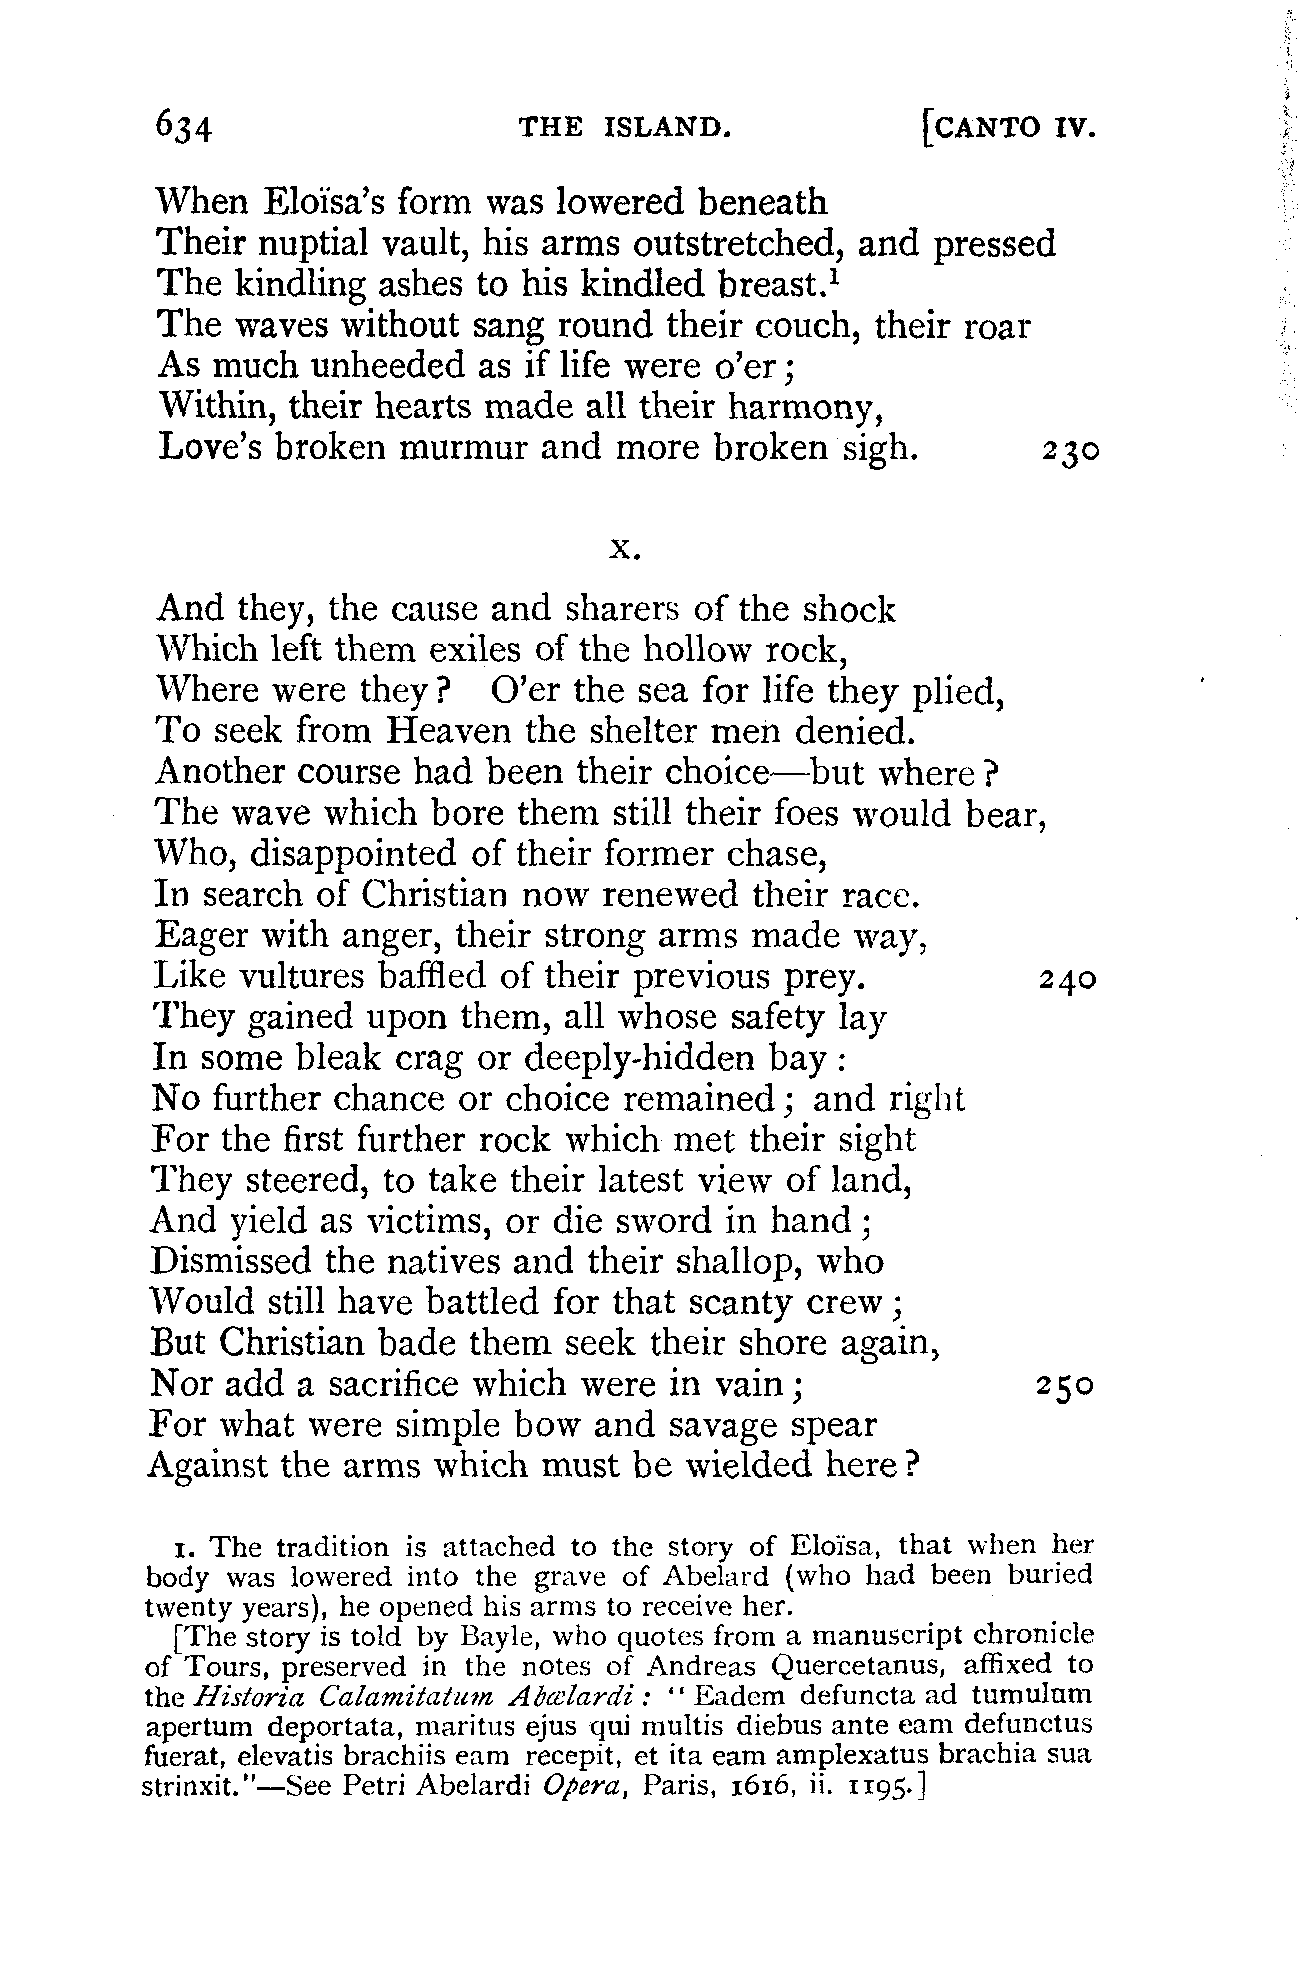 634 THE ISLAND. [CANTO IV.
When Eloïsa's form was lowered beneath
Their nuptial vault, his arms outstretched, and pressed
The kindling ashes to his kindled breast.¹
The waves without sang round their couch, their roar
As much unheeded as if life were o'er;
Within, their hearts made all their harmony,
Love's broken murmur and more broken sigh. 230
X.
And they, the cause and sharers of the shock
Which left them exiles of the hollow rock,
Where were they? O'er the sea for life they plied,
To seek from Heaven the shelter men denied.
Another course had been their choice—but where?
The wave which bore them still their foes would bear,
Who, disappointed of their former chase,
In search of Christian now renewed their race.
Eager with anger, their strong arms made way,
Like vultures baffled of their previous prey. 240
They gained upon them, all whose safety lay
In some bleak crag or deeply-hidden bay:
No further chance or choice remained; and right
For the first further rock which met their sight
They steered, to take their latest view of land,
And yield as victims, or die sword in hand;
Dismissed the natives and their shallop, who
Would still have battled for that scanty crew;
But Christian bade them seek their shore again,
Nor add a sacrifice which were in vain; 250
For what were simple bow and savage spear
Against the arms which must be wielded here?
1. The tradition is attached to the story of Eloïsa, that when her
body was lowered into the grave of Abelard (who had been buried
twenty years), he opened his arms to receive her.
[The story is told by Bayle, who quotes from a manuscript chronicle
of Tours, preserved in the notes of Andreas Quercetanus, affixed to
the Historia Calamitatum Abælardi: "Eadem defuncta ad tumulum
apertum deportata, maritus ejus qui multis diebus ante eam defunctus
fuerat, elevatis brachiis eam recepit, et ita eam amplexatus brachia sua
strinxit."—See Petri Abelardi Opera, Paris, 1616, ii. 1195.]